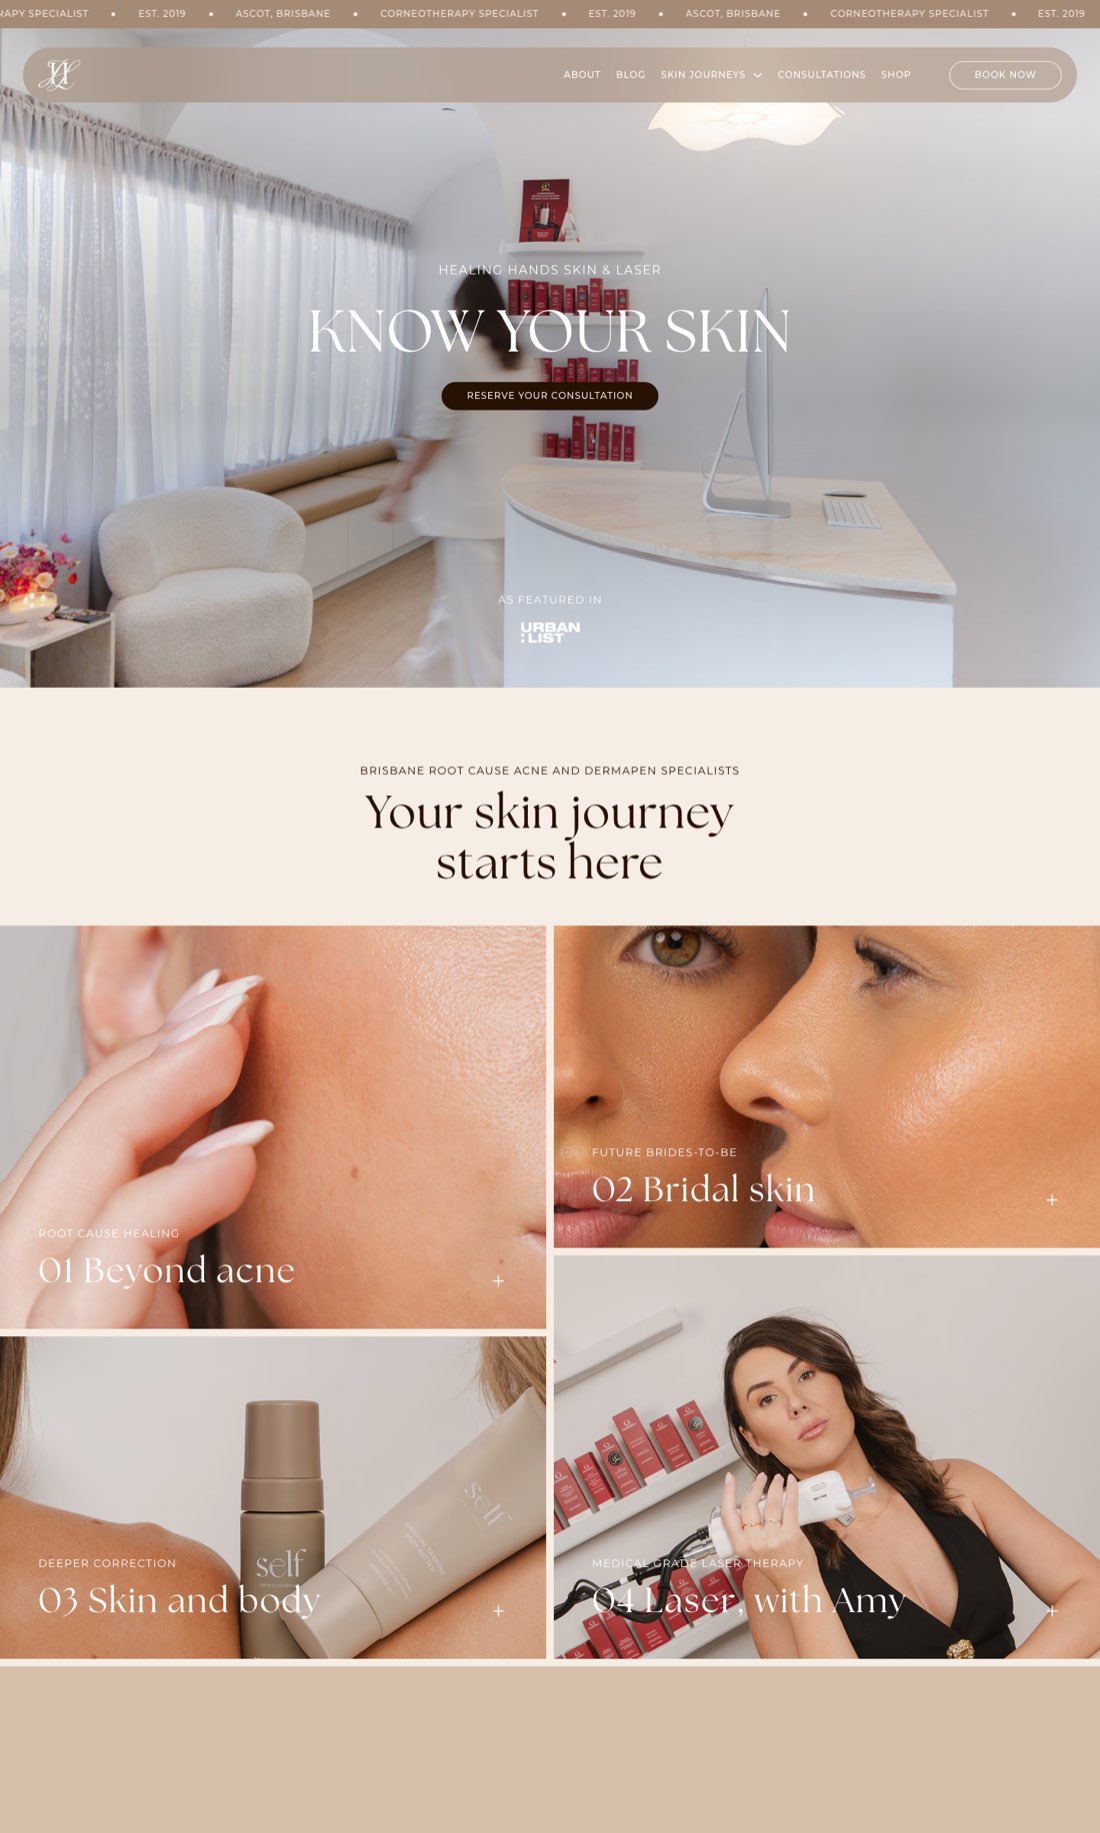 APY SPECIALIST • EST. 2019 • ASCOT, BRISBANE • CORNEOTHERAPY SPECIALIST • EST. 2019 • ASCOT, BRISBANE • CORNEOTHERAPY SPECIALIST • EST. 2019
ABOUT BLOG SKIN JOURNEYS CONSULTATIONS SHOP BOOK NOW
HEALING HANDS SKIN & LASER
KNOW YOUR SKIN
RESERVE YOUR CONSULTATION
AS FEATURED IN
URBAN
:LIST
BRISBANE ROOT CAUSE ACNE AND DERMAPEN SPECIALISTS
Your skin journey
starts here
ROOT CAUSE HEALING
01 Beyond acne
+
FUTURE BRIDES-TO-BE
02 Bridal skin
+
self
self
DEEPER CORRECTION
03 Skin and body
+
MEDICAL GRADE LASER THERAPY
04 Laser, with Amy
+